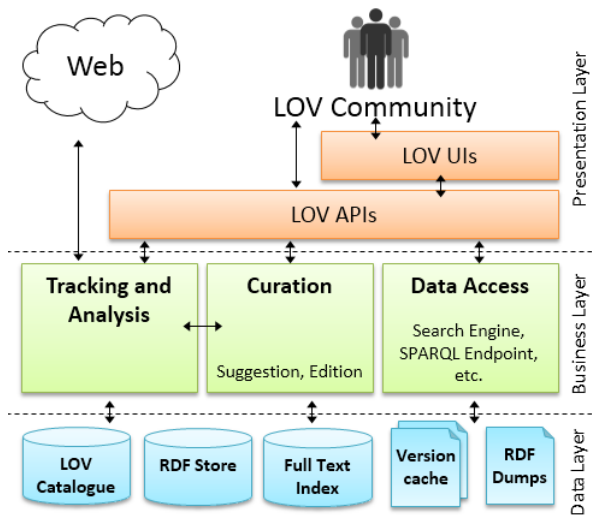 Web
LOV Community
LOV UIs
LOV APIs
Presentation Layer
Tracking and
Analysis
Curation
Suggestion, Edition
Data Access
Search Engine,
SPARQL Endpoint,
etc.
Business Layer
LOV
Catalogue
RDF Store
Full Text
Index
Version
cache
RDF
Dumps
Data Layer